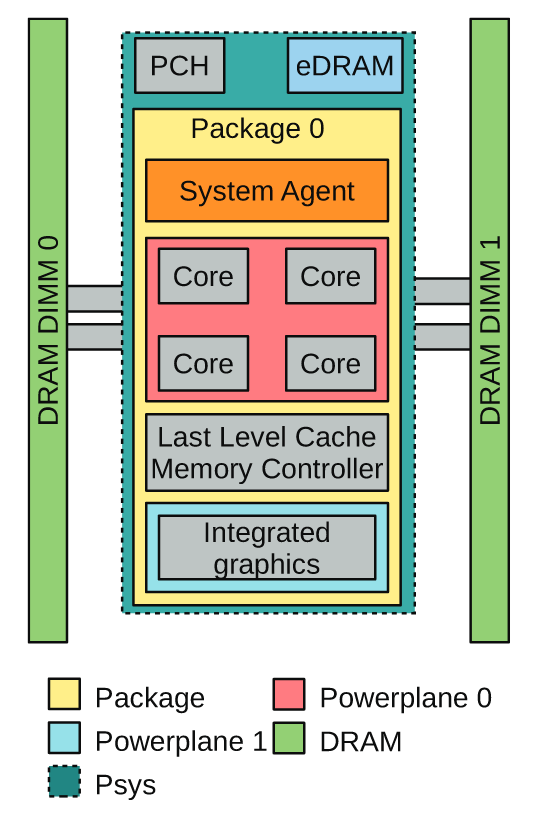 PCH
eDRAM
Package 0
System Agent
Core
Core
Core
Core
Last Level Cache
Memory Controller
Integrated
graphics
DRAM DIMM 0
DRAM DIMM 1
Package
Powerplane 0
Powerplane 1
DRAM
Psys